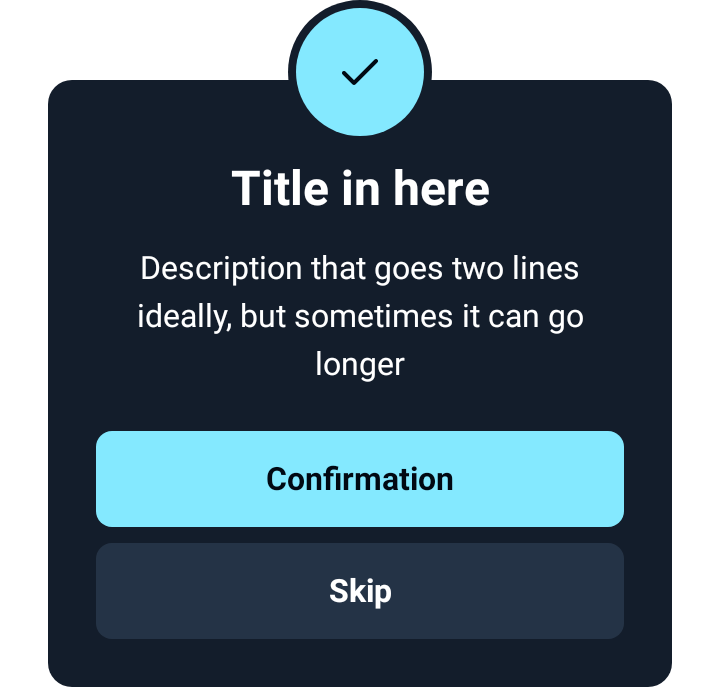 Title in here
Description that goes two lines
ideally, but sometimes it can go
longer
Confirmation
Skip